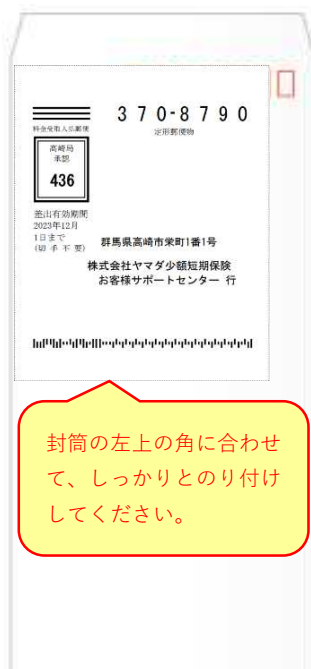 370-8790
料金受取人払郵便
定形郵便物
高崎局
承認
436
差出有効期間
2023年12月
1日まで
(切手不要)
群馬県高崎市栄町1番1号
株式会社ヤマダ少額短期保険
お客様サポートセンター 行
封筒の左上の角に合わせ
て、しっかりとのり付け
してください。